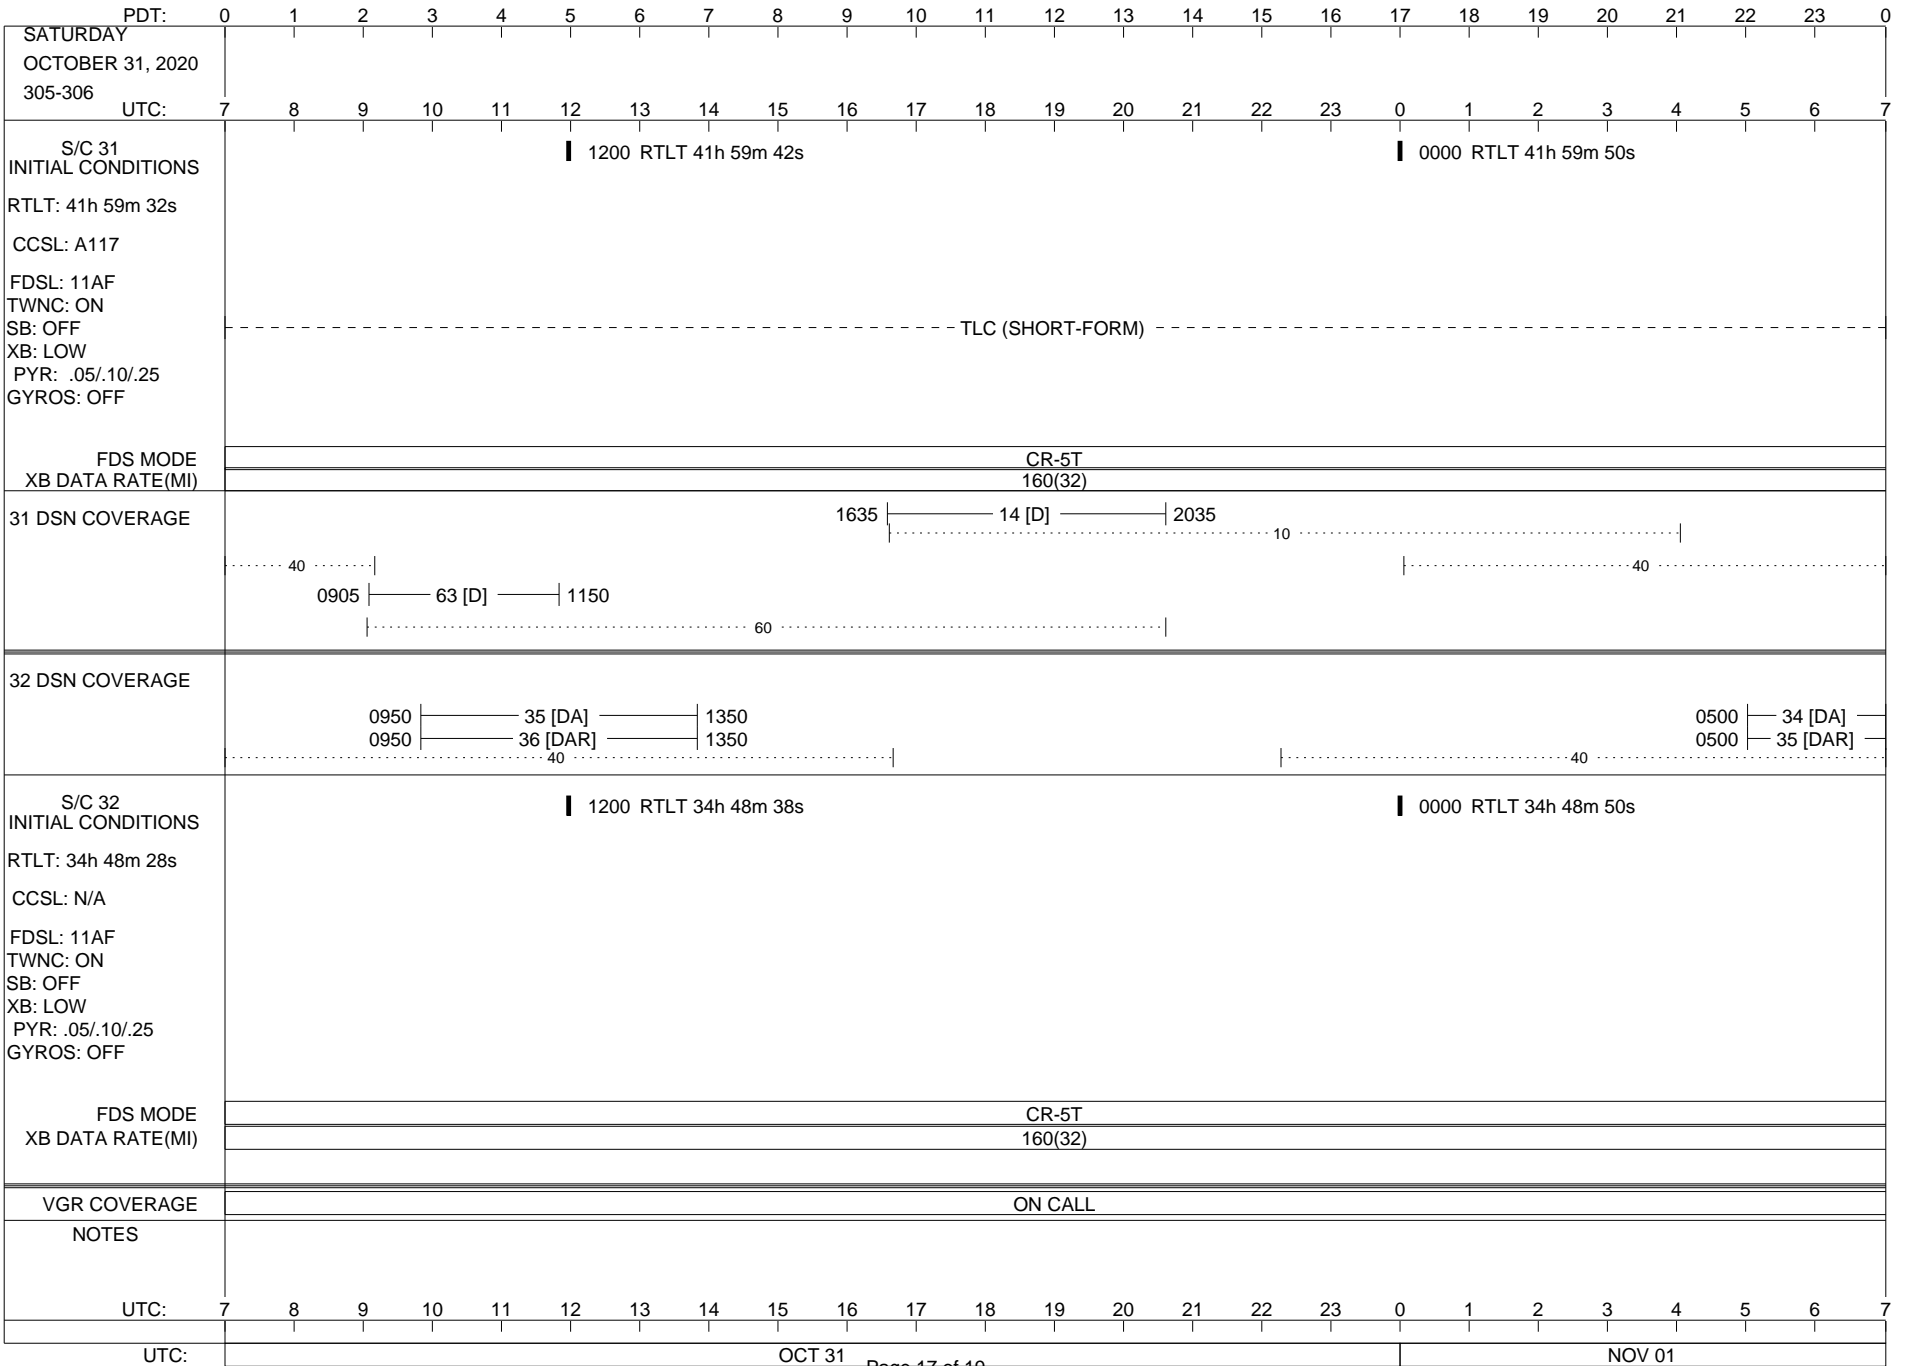 PDT: 0 1 2 3 4 5 6 7 8 9 10 11 12 13 14 15 16 17 18 19 20 21 22 23 0
SATURDAY
OCTOBER 31, 2020
305-306
UTC: 7 8 9 10 11 12 13 14 15 16 17 18 19 20 21 22 23 0 1 2 3 4 5 6 7
S/C 31
INITIAL CONDITIONS
1200 RTLT 41h 59m 42s
0000 RTLT 41h 59m 50s
RTLT: 41h 59m 32s
CCSL: A117
FDSL: 11AF
TWNC: ON
SB: OFF
TLC (SHORT-FORM)
XB: LOW
PYR: .05/.10/.25
GYROS: OFF
FDS MODE CR-5T
XB DATA RATE(MI) 160(32)
31 DSN COVERAGE
1635 14 [D] 2035
10
40 40
0905 63 [D] 1150
60
32 DSN COVERAGE
0950 35 [DA] 1350 0500 34 [DA]
0950 36 [DAR] 1350 0500 35 [DAR]
40 40
S/C 32
INITIAL CONDITIONS
1200 RTLT 34h 48m 38s
0000 RTLT 34h 48m 50s
RTLT: 34h 48m 28s
CCSL: N/A
FDSL: 11AF
TWNC: ON
SB: OFF
XB: LOW
PYR: .05/.10/.25
GYROS: OFF
FDS MODE CR-5T
XB DATA RATE(MI) 160(32)
VGR COVERAGE ON CALL
NOTES
UTC: 7 8 9 10 11 12 13 14 15 16 17 18 19 20 21 22 23 0 1 2 3 4 5 6 7
UTC: OCT 31 NOV 01
Page 17 of 19